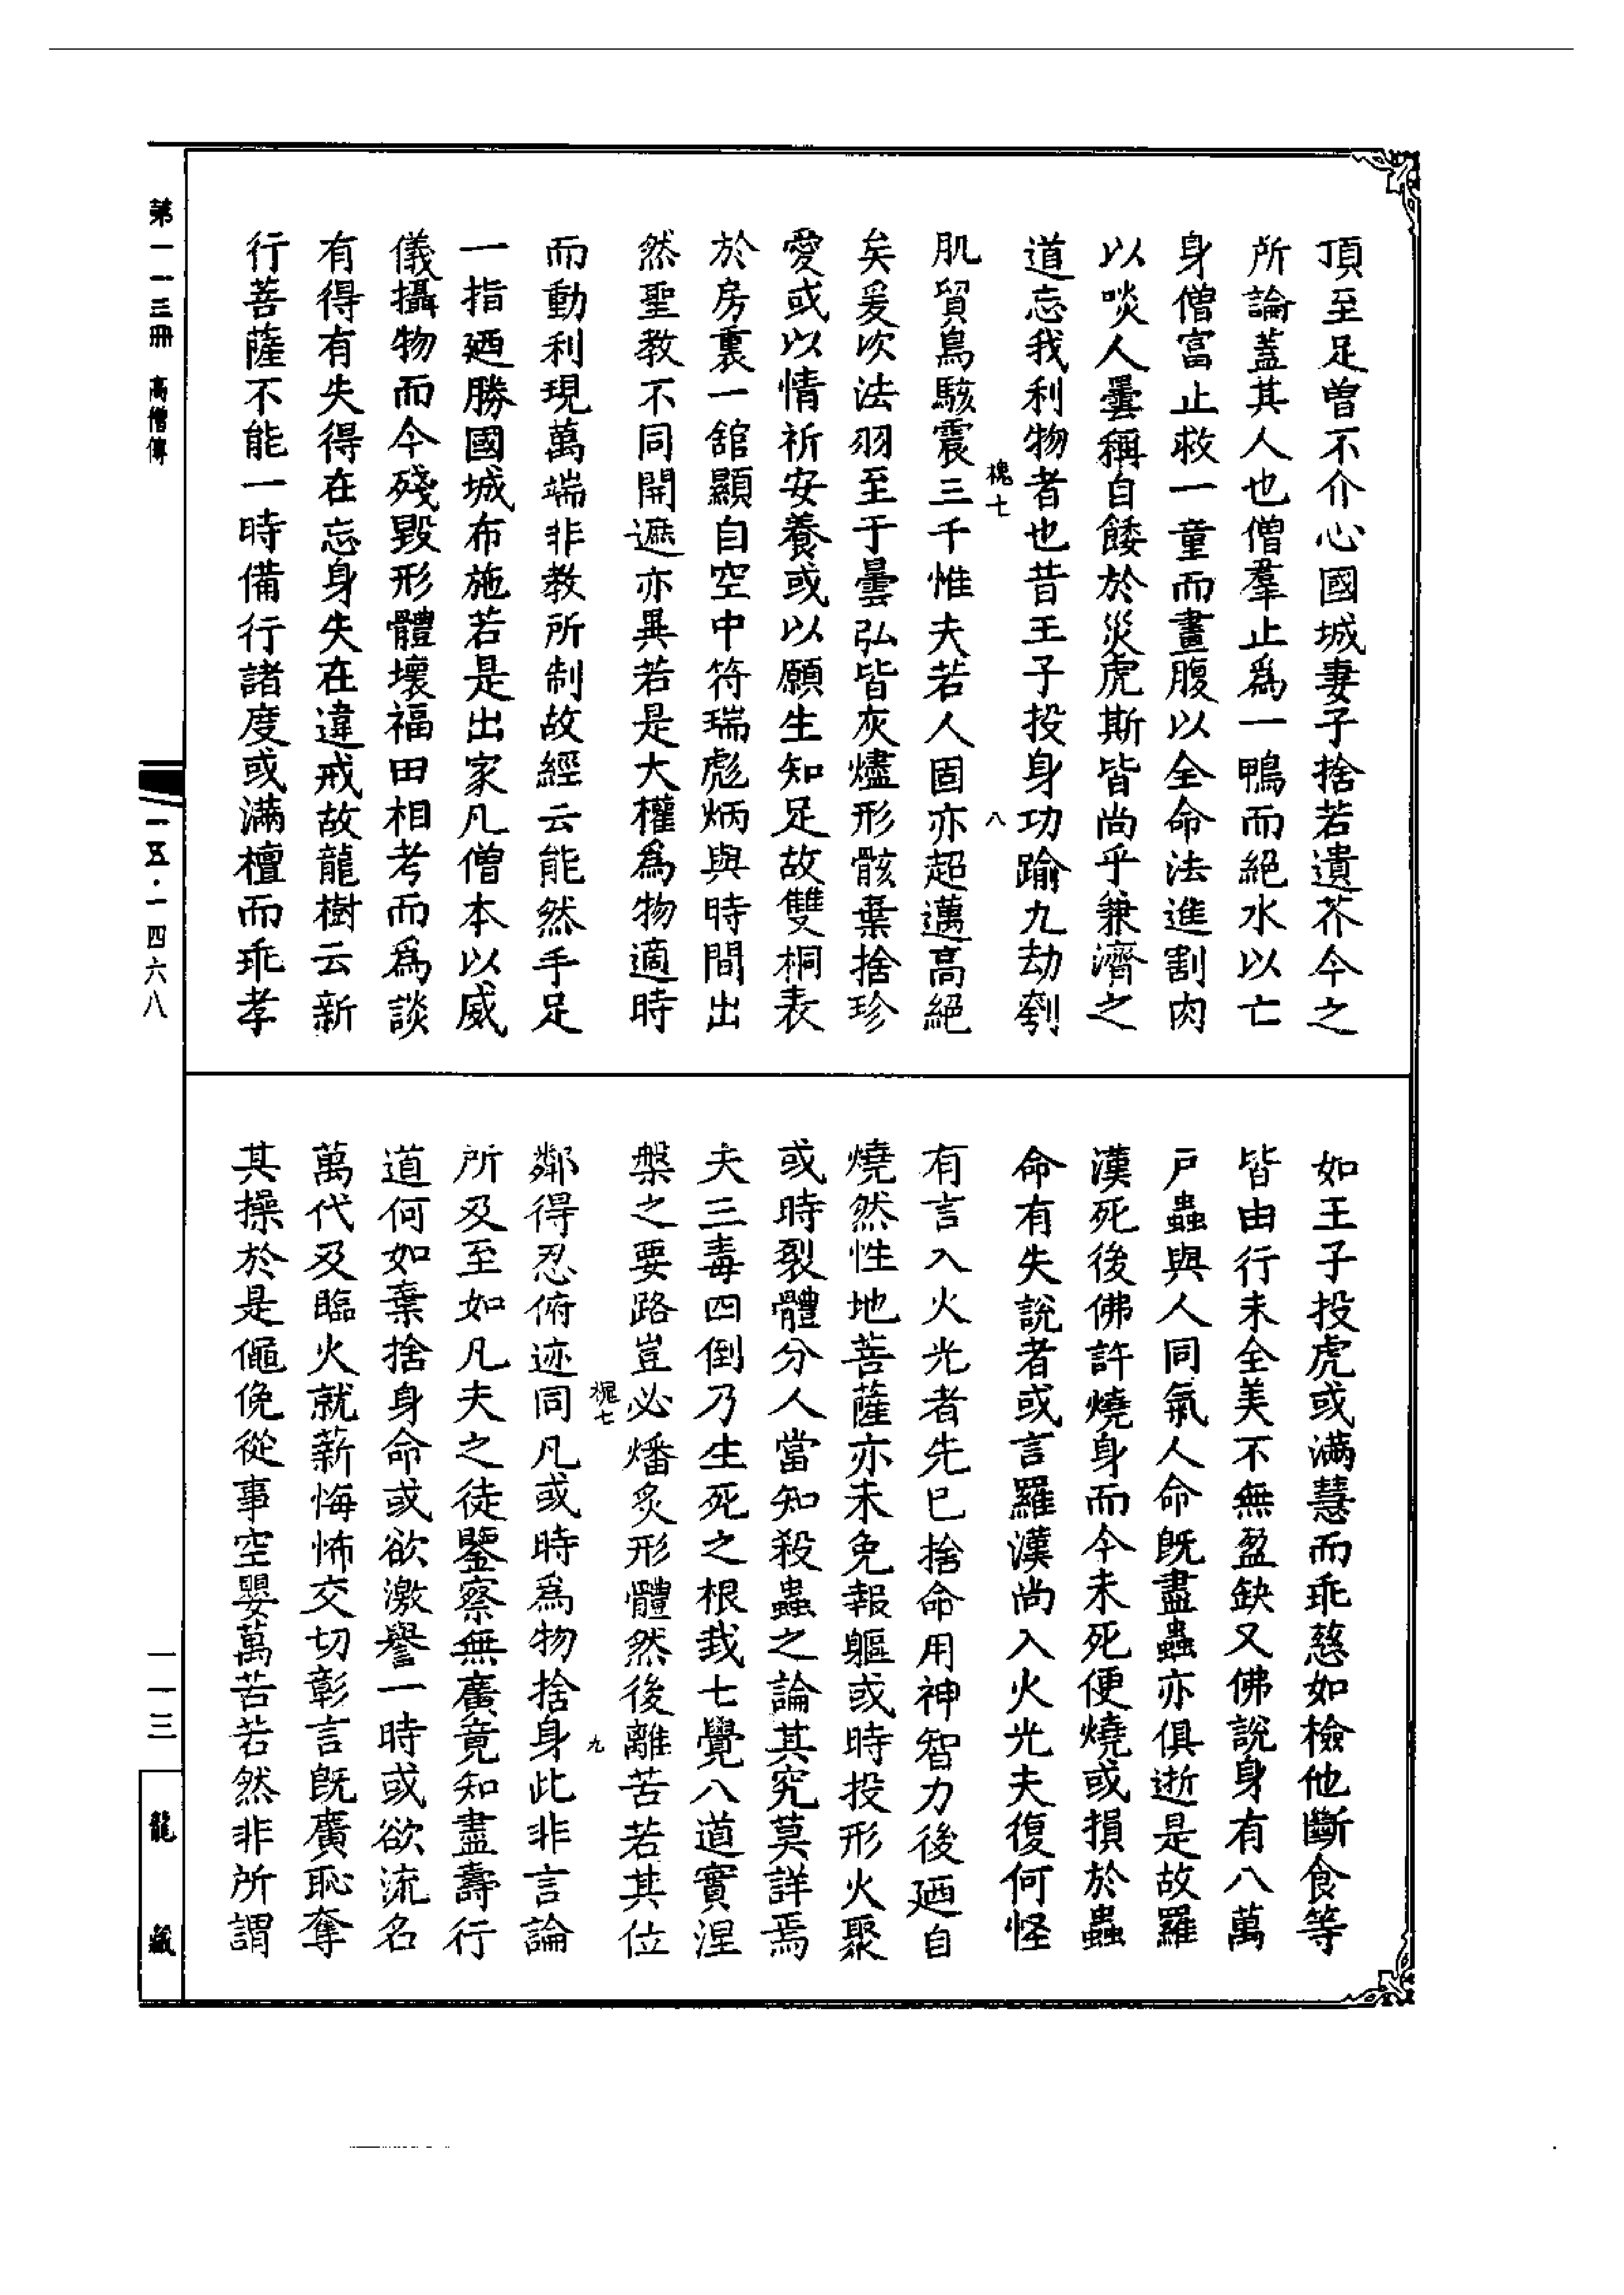 頂至足曾不介心國城妻子捨若遺芥今之
所論蓋其人也僧羣止爲一鴨而絕水以亡
身僧富止救一童而畫腹以全命法進割肉
以啖人曇稱自餧於災虎斯皆尚乎兼濟之
道忘我利物者也昔王子投身功踰九劫刳
槐七
八
肌貿鳥駭震三千惟夫若人固亦超邁高絕
矣爰次法羽至于曇弘皆灰燼形骸棄捨珍
愛或以情祈安養或以願生知足故雙桐表
於房裏一舘顯自空中符瑞彪炳與時間出
然聖教不同開遮亦異若是大權爲物適時
而動利現萬端非教所制故經云能然手足
一指廼勝國城布施若是出家凡僧本以威
儀攝物而今殘毀形體壞福田相考而爲談
有得有失得在忘身失在違戒故龍樹云新
行菩薩不能一時備行諸度或滿檀而乖孝
如王子投虎或滿慧而乖慈如檢他斷食等
皆由行未全美不無盈缺又佛說身有八萬
戸蟲與人同氣人命旣盡蟲亦俱逝是故羅
漢死後佛許燒身而今未死便燒或損於蟲
命有失說者或言羅漢尚入火光夫復何怪
有言入火光者先已捨命用神智力後廼自
燒然性地菩薩亦未免報軀或時投形火聚
或時裂體分人當知殺蟲之論其究莫詳焉
夫三毒四倒乃生死之根栽七覺八道實涅
槃之要路豈必燔炙形體然後離苦若其位
槐七
九
鄰得忍俯迹同凡或時爲物捨身此非言論
所及至如凡夫之徒鑒察無廣竟知盡壽行
道何如棄捨身命或欲激譽一時或欲流名
萬代及臨火就薪悔怖交切彰言旣廣恥奪
其操於是僶俛從事空嬰萬苦若然非所謂
第一一三冊 高僧傳
一五·一四六八
一一三
龍藏